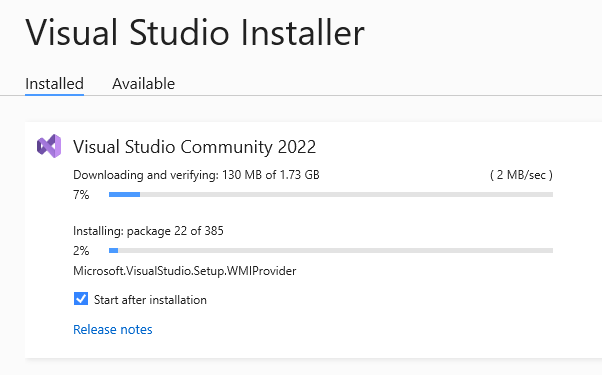 Visual Studio Installer
Installed Available
Visual Studio Community 2022
Downloading and verifying: 130 MB of 1.73 GB ( 2 MB/sec )
7%
Installing: package 22 of 385
2%
Microsoft.VisualStudio.Setup.WMIProvider
Start after installation
Release notes